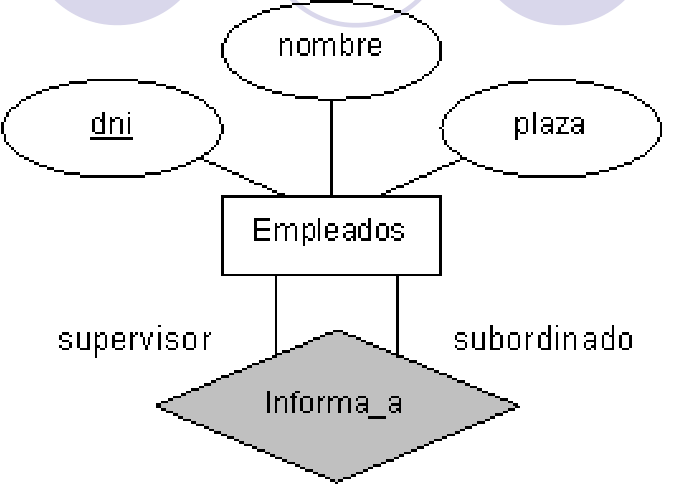 nombre
dni
plaza
Empleados
supervisor
subordinado
Informa_a